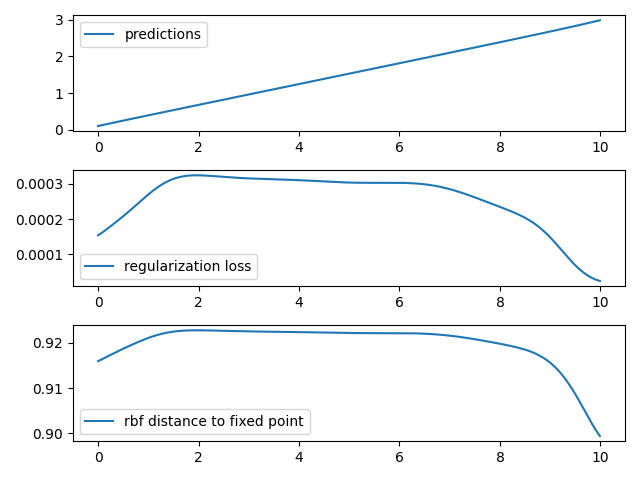 3
2
1
0
predictions
0 2 4 6 8 10
0.0003
0.0002
0.0001
regularization loss
0 2 4 6 8 10
0.92
0.91
0.90
rbf distance to fixed point
0 2 4 6 8 10